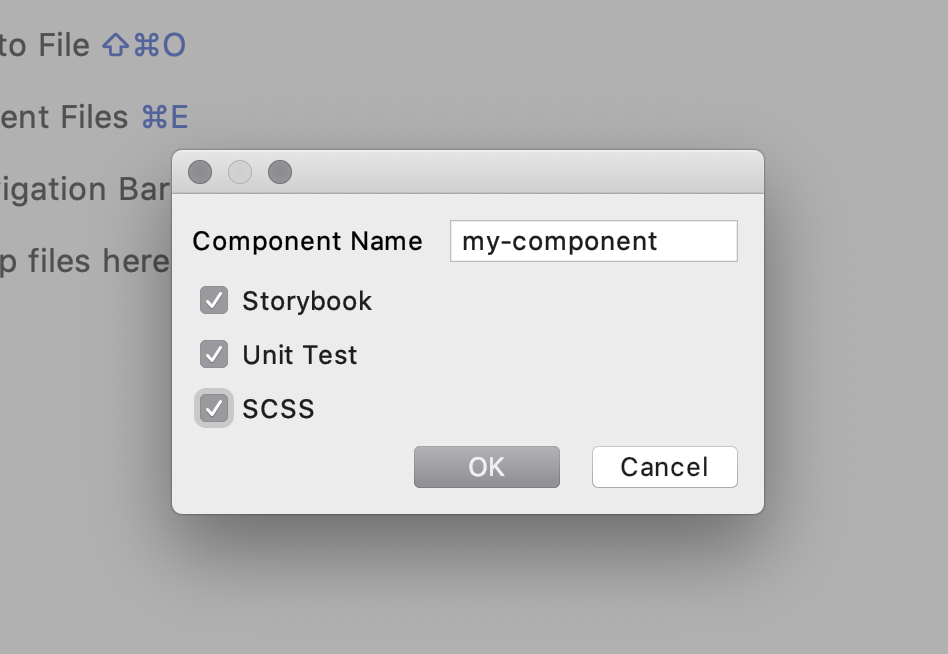 to File ⇧⌘O
ent Files ⌘E
igation Bar
p files here
Component Name my-component
Storybook
Unit Test
SCSS
OK Cancel